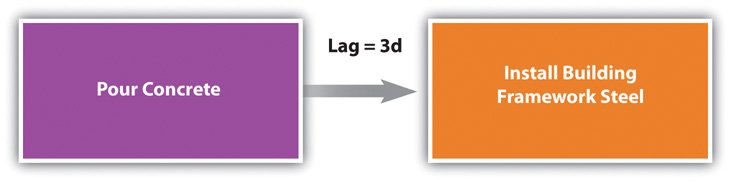 Pour Concrete
Lag = 3d
Install Building
Framework Steel